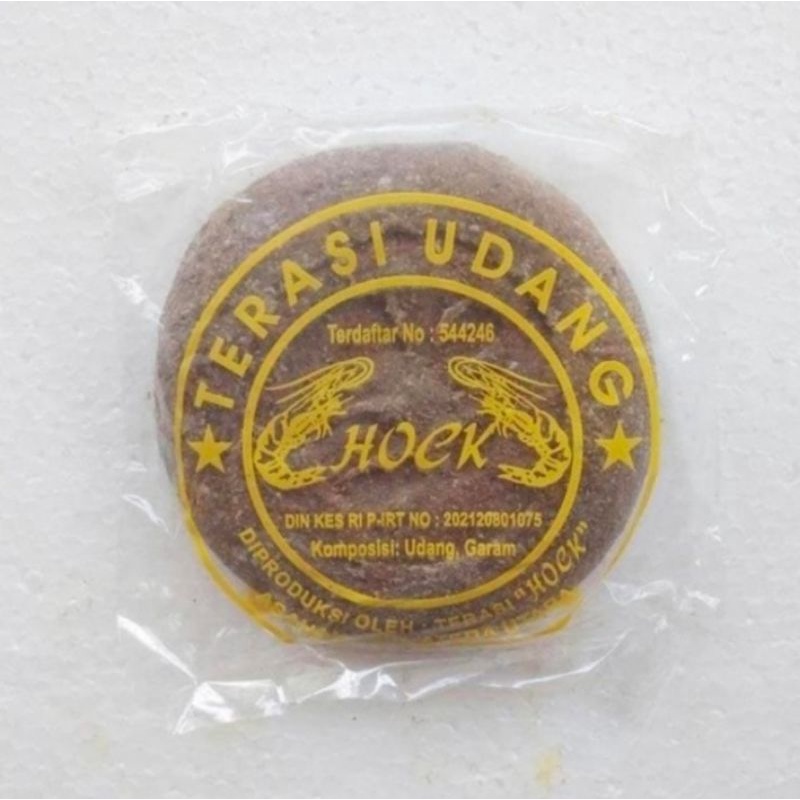 TERASI UDANG
Terdaftar No : 544246
HOCK
DIN KES RI P-IRT NO : 202120801075
Komposisi: Udang, Garam
DIPRODUKSI OLEH - TERASI "HOCK"